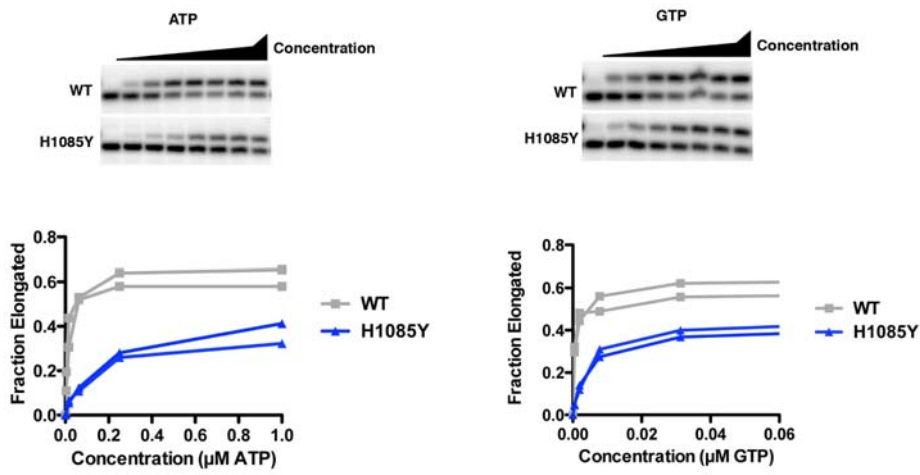 ATP
Concentration
WT
H1085Y
0.8
0.6
0.4
0.2
0.0
Fraction Elongated
0.0 0.2 0.4 0.6 0.8 1.0
Concentration (µM ATP)
WT
H1085Y
GTP
Concentration
WT
H1085Y
0.8
0.6
0.4
0.2
0.0
Fraction Elongated
0.00 0.02 0.04 0.06
Concentration (µM GTP)
WT
H1085Y